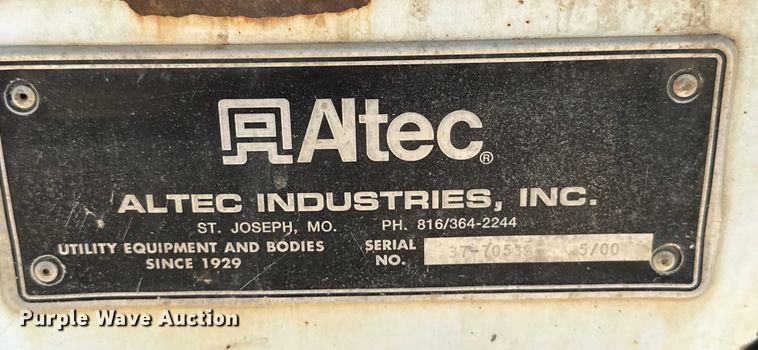 Altec®
ALTEC INDUSTRIES, INC.
ST. JOSEPH, MO. PH. 816/364-2244
UTILITY EQUIPMENT AND BODIES
SINCE 1929
SERIAL NO. 5/00
Purple Wave Auction